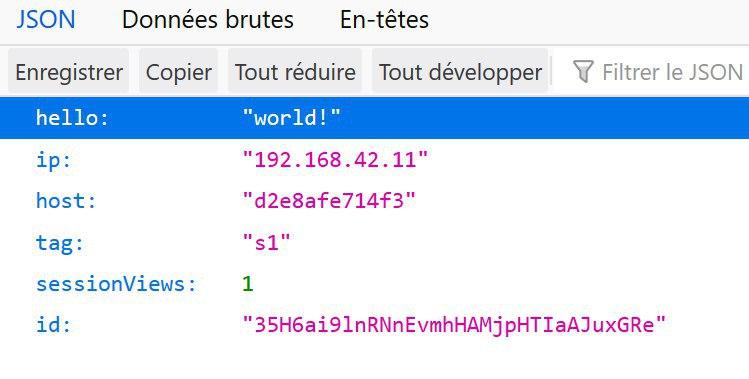 JSON Données brutes En-têtes
Enregistrer Copier Tout réduire Tout développer Filtrer le JSON
hello: "world!"
ip: "192.168.42.11"
host: "d2e8afe714f3"
tag: "s1"
sessionViews: 1
id: "35H6ai9lnRNnEvmhHAMjpHTIaAJuxGRe"